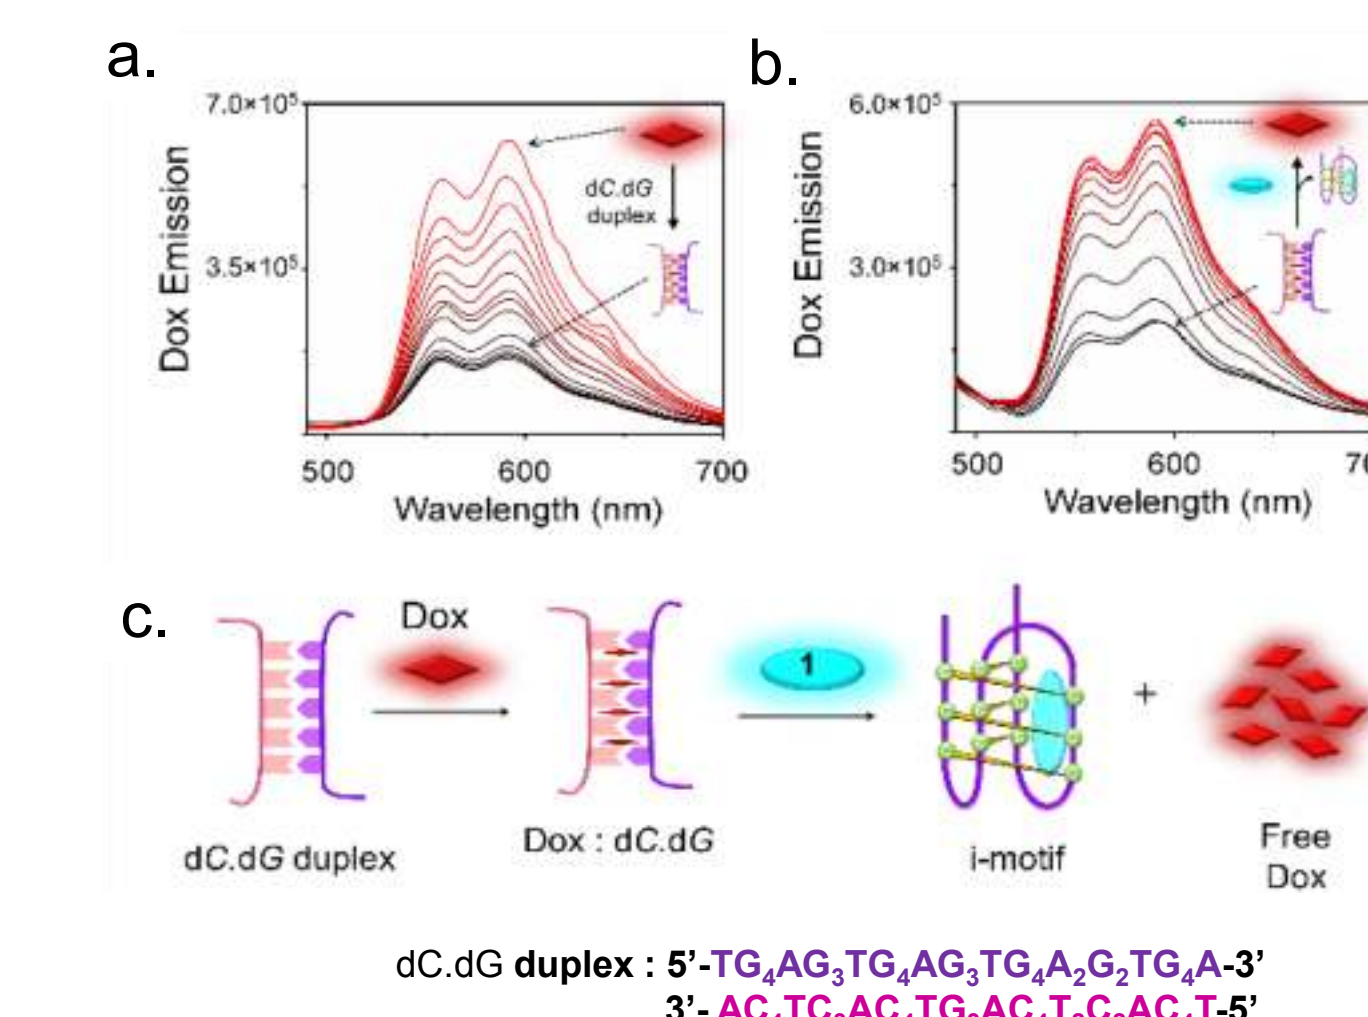 a.
7.0×10⁵
3.5×10⁵
Dox Emission
dC.dG
duplex
500 600 700
Wavelength (nm)
b.
6.0×10⁵
3.0×10⁵
Dox Emission
500 600
Wavelength (nm)
c.
Dox
1
+
dC.dG duplex
Dox : dC.dG
i-motif
Free
Dox
dC.dG duplex : 5’-TG₄AG₃TG₄AG₃TG₄A₂G₂TG₄A-3’